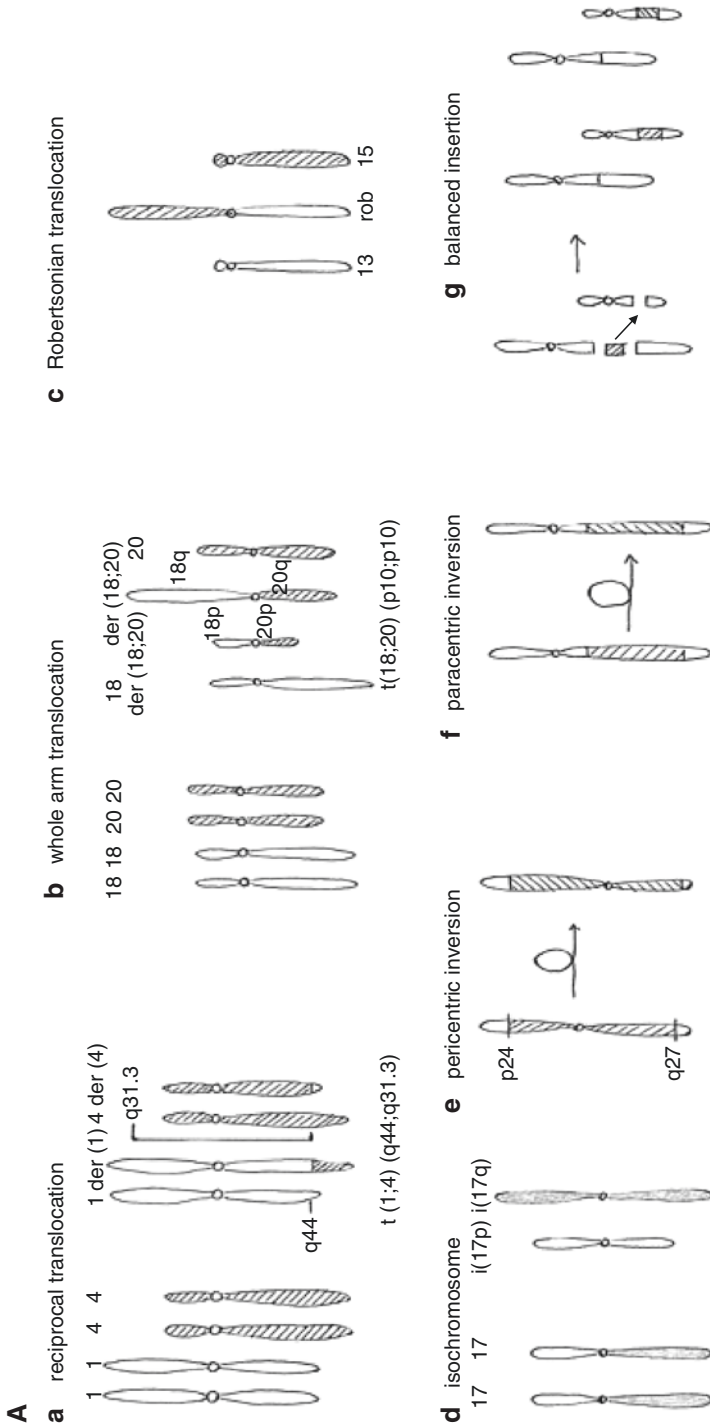 A
a reciprocal translocation
1 1 4 4
1 der (1) 4 der (4)
q31.3
q44
t (1;4) (q44;q31.3)
b whole arm translocation
18 18 20 20
der (18;20)
18 20
der (18;20)
18q
18p
20p
20q
t(18;20) (p10;p10)
c Robertsonian translocation
13 rob 15
d isochromosome
17 17 i(17p) i(17q)
e pericentric inversion
p24
q27
f paracentric inversion
g balanced insertion